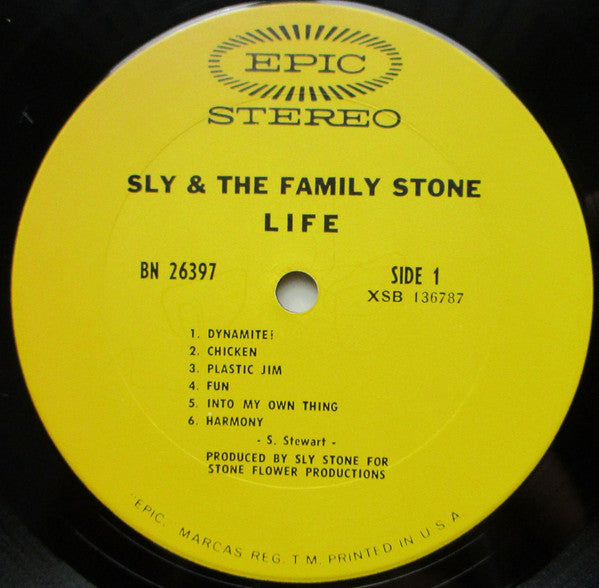 EPIC
STEREO
SLY & THE FAMILY STONE
LIFE
BN 26397
SIDE 1
XSB 136787
1. DYNAMITE!
2. CHICKEN
3. PLASTIC JIM
4. FUN
5. INTO MY OWN THING
6. HARMONY
- S. Stewart -
PRODUCED BY SLY STONE FOR
STONE FLOWER PRODUCTIONS
"EPIC, MARCAS REG. T M. PRINTED IN U S A